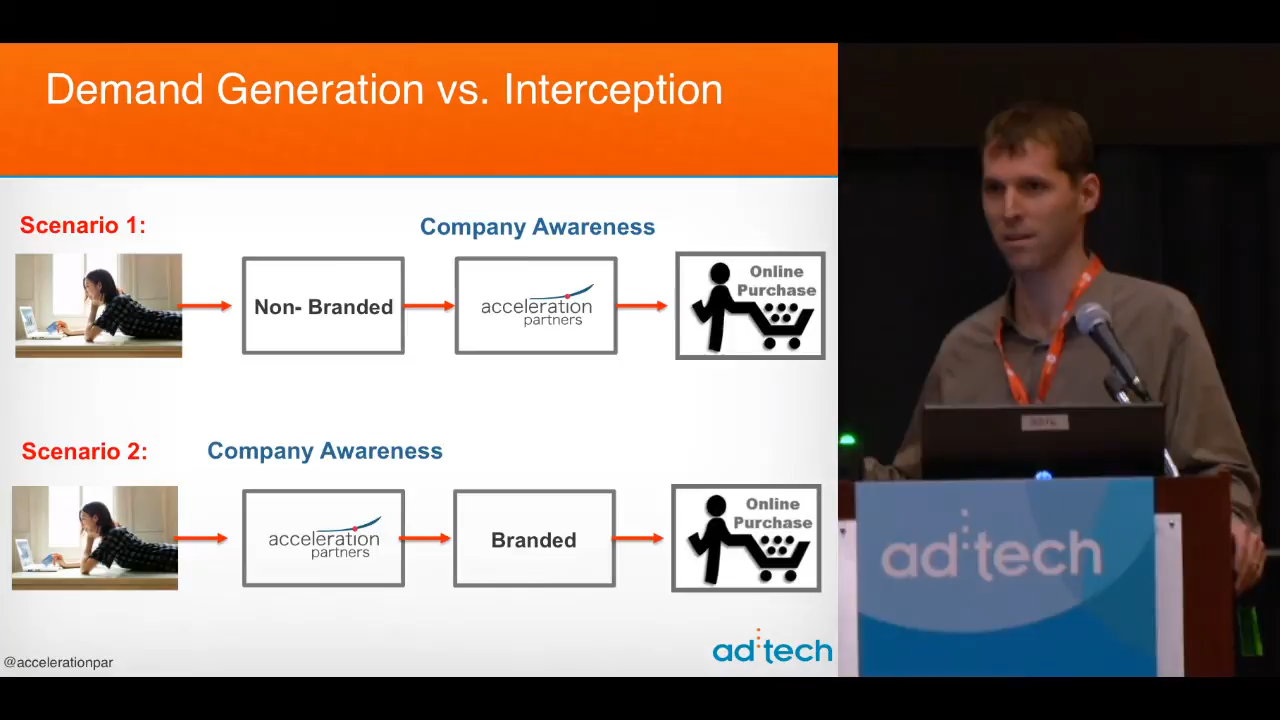 Demand Generation vs. Interception
Scenario 1:
Company Awareness
Non- Branded
acceleration
partners
Online
Purchase
Scenario 2:
Company Awareness
acceleration
partners
Branded
Online
Purchase
@accelerationpar
ad:tech
ad:tech